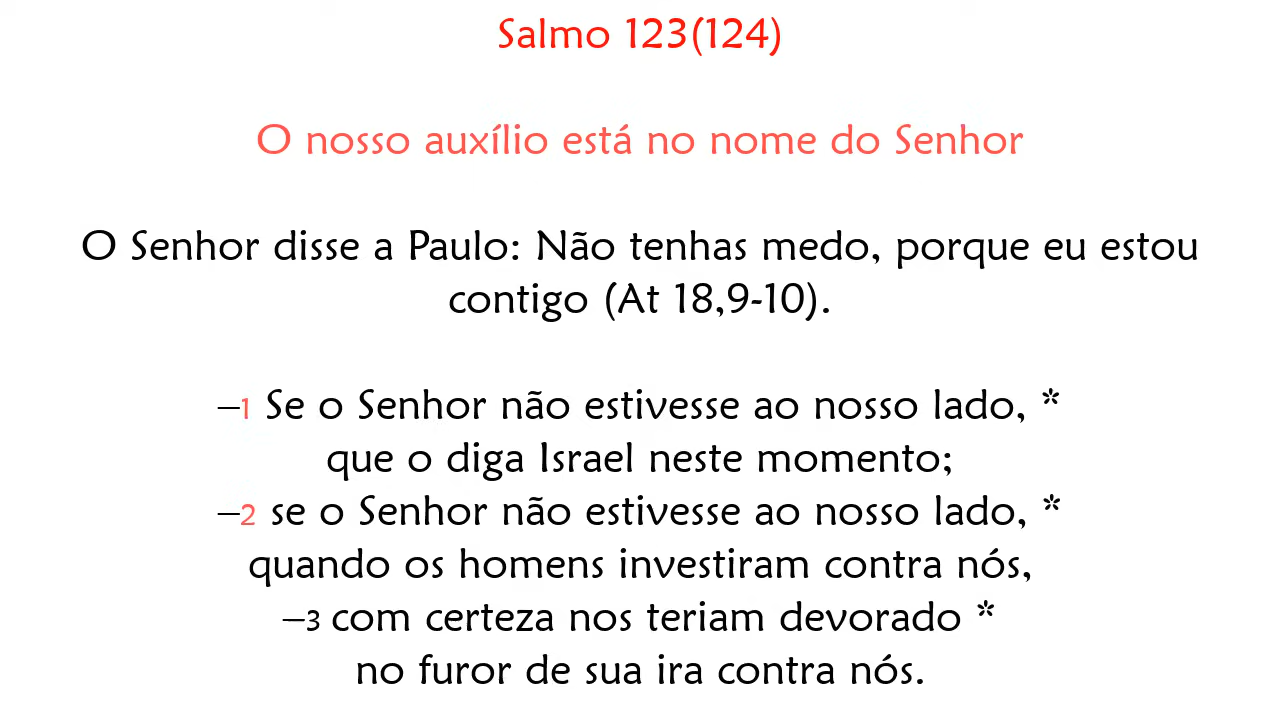 Salmo 123(124)
O nosso auxílio está no nome do Senhor
O Senhor disse a Paulo: Não tenhas medo, porque eu estou
contigo (At 18,9-10).
–1 Se o Senhor não estivesse ao nosso lado, *
que o diga Israel neste momento;
–2 se o Senhor não estivesse ao nosso lado, *
quando os homens investiram contra nós,
–3 com certeza nos teriam devorado *
no furor de sua ira contra nós.